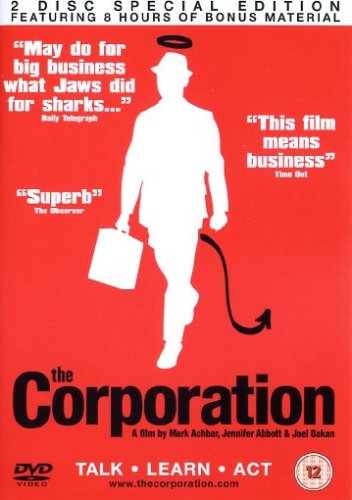 2 DISC SPECIAL EDITION
FEATURING 8 HOURS OF BONUS MATERIAL
“May do for
big business
what Jaws did
for sharks...”
Daily Telegraph
“This film
means
business”
Time Out
“Superb”
The Observer
the
Corporation
A film by Mark Achbar, Jennifer Abbott & Joel Bakan
DVD
VIDEO
TALK • LEARN • ACT
www.thecorporation.com
12